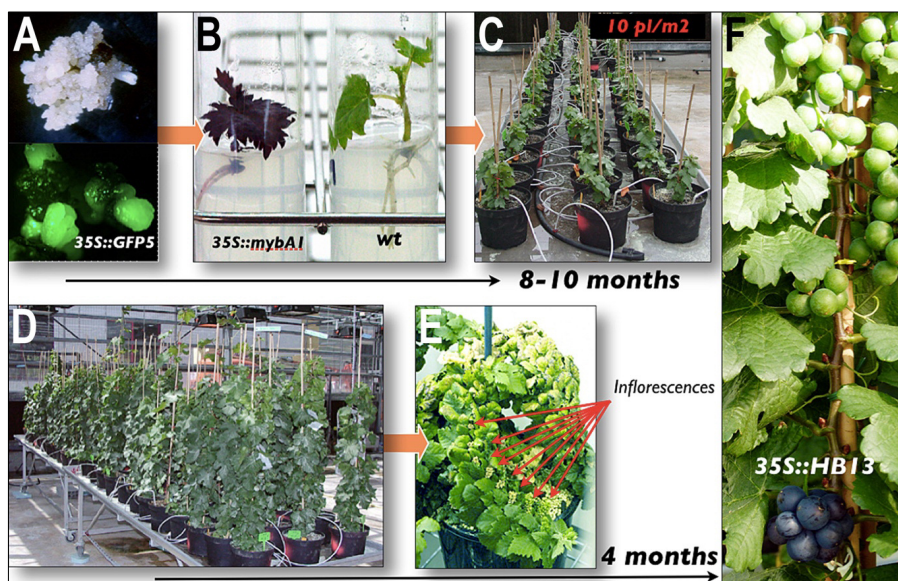 A
B
C
10 pl/m2
F
35S::GFP5
35S::mybA1
wt
8-10 months
D
E
Inflorescences
35S::HB13
4 months